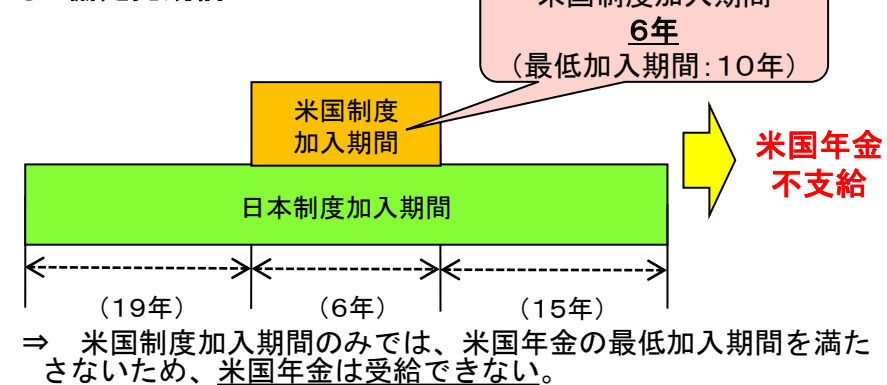 米国制度加入期間
6年
（最低加入期間：１０年）
米国制度
加入期間
米国年金
不支給
日本制度加入期間
（１９年）
（６年）
（１５年）
⇒　米国制度加入期間のみでは、米国年金の最低加入期間を満た
さないため、米国年金は受給できない。